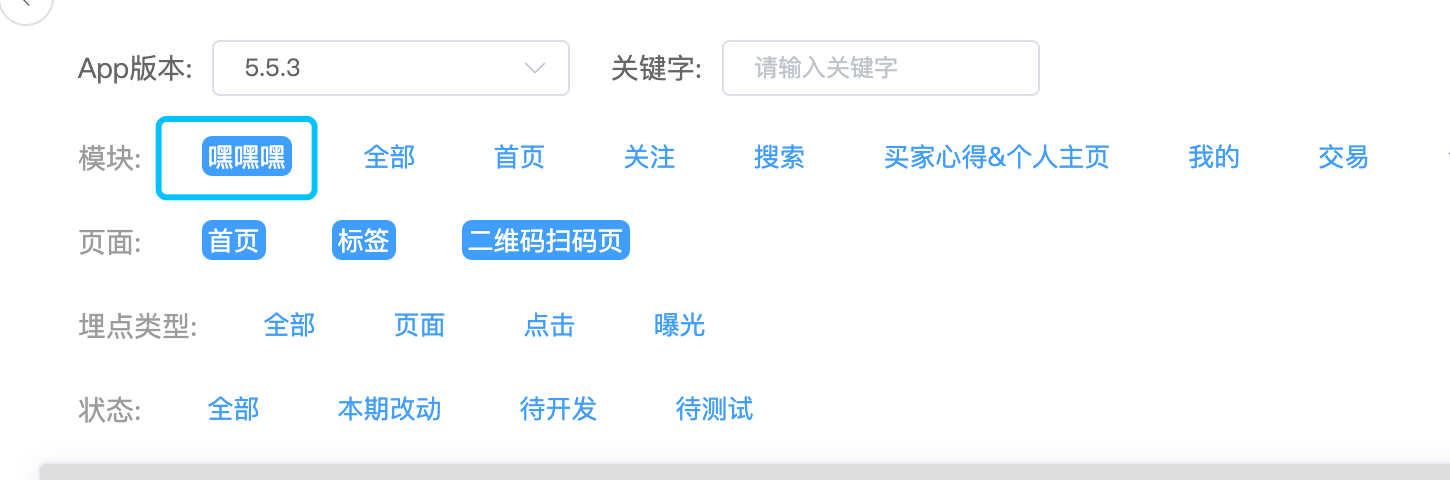 App版本: 5.5.3 关键字: 请输入关键字
模块: 嘿嘿嘿 全部 首页 关注 搜索 买家心得&个人主页 我的 交易
页面: 首页 标签 二维码扫码页
埋点类型: 全部 页面 点击 曝光
状态: 全部 本期改动 待开发 待测试